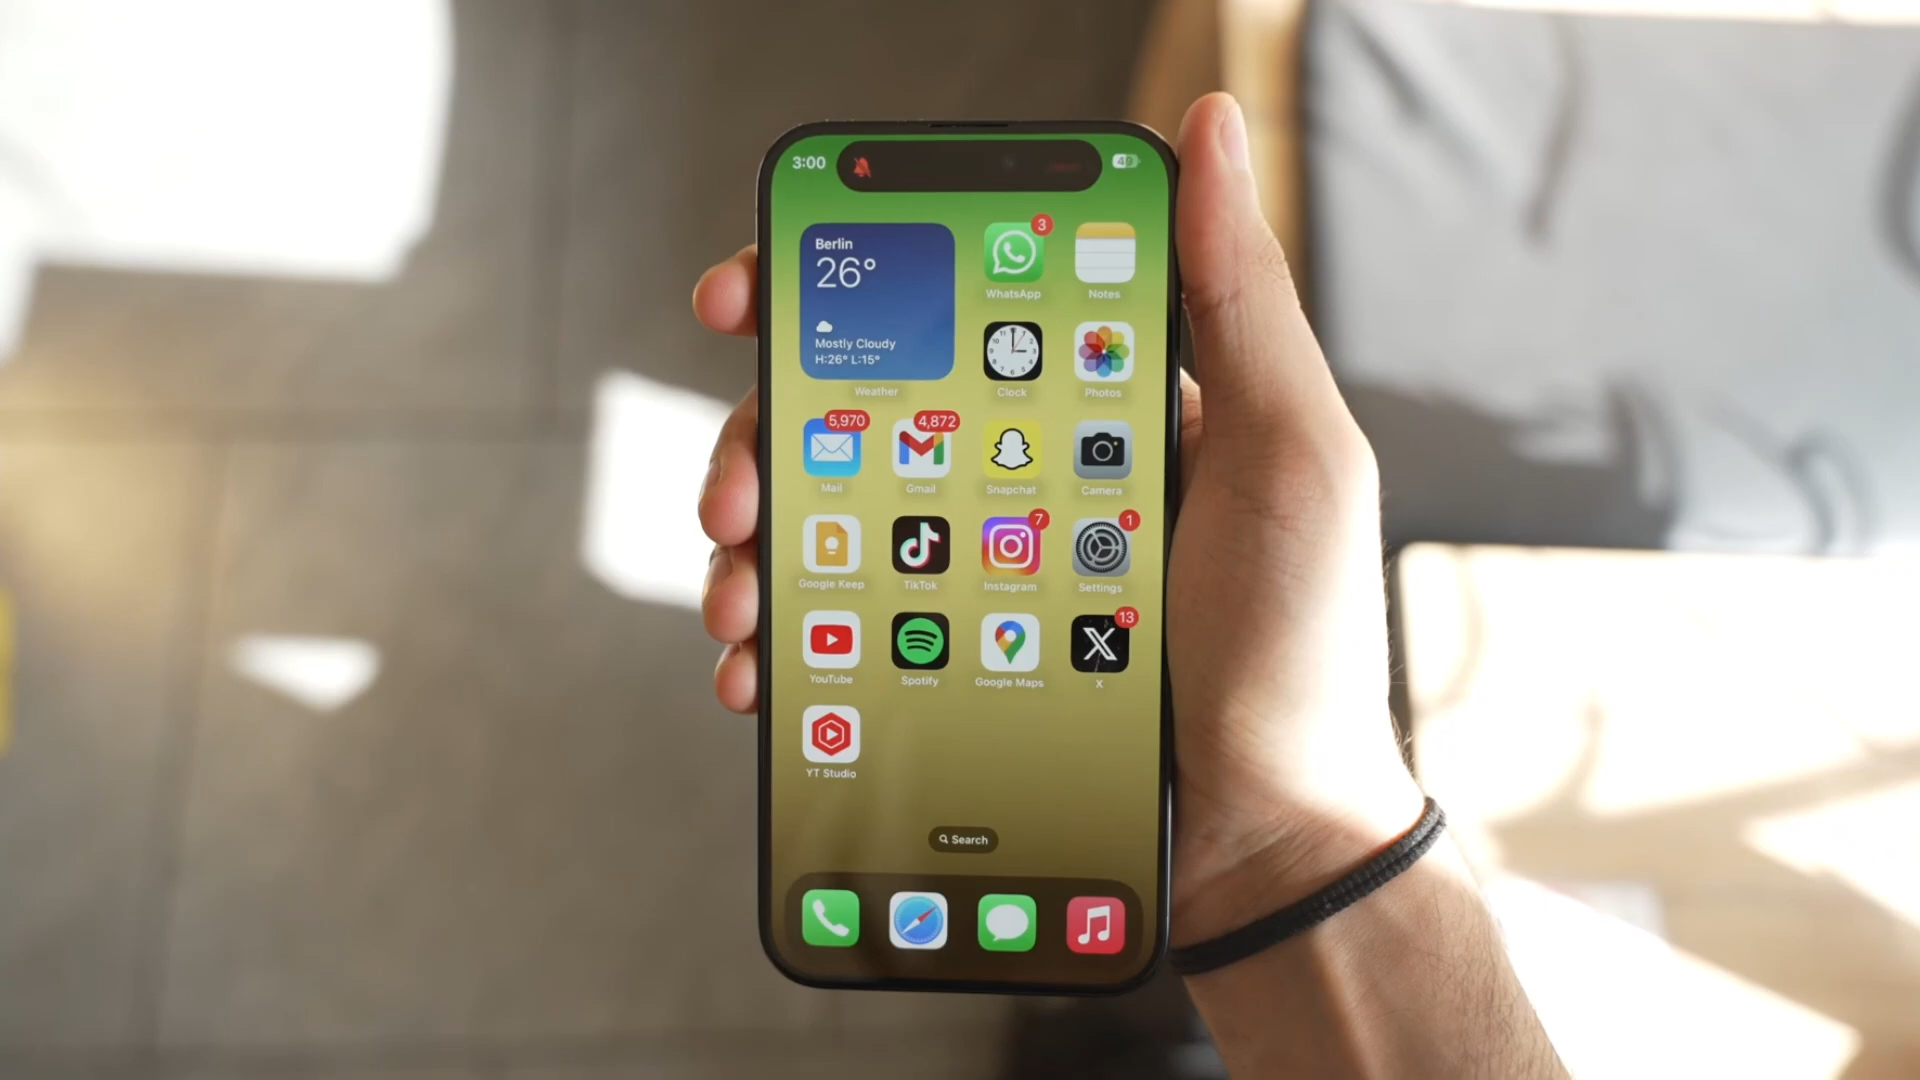 3:00
49
Berlin
26°
Mostly Cloudy
H:26° L:15°
Weather
3
WhatsApp
Notes
Clock
Photos
5,970
Mail
4,872
Gmail
Snapchat
Camera
Google Keep
TikTok
7
Instagram
1
Settings
YouTube
Spotify
Google Maps
13
X
YT Studio
Search